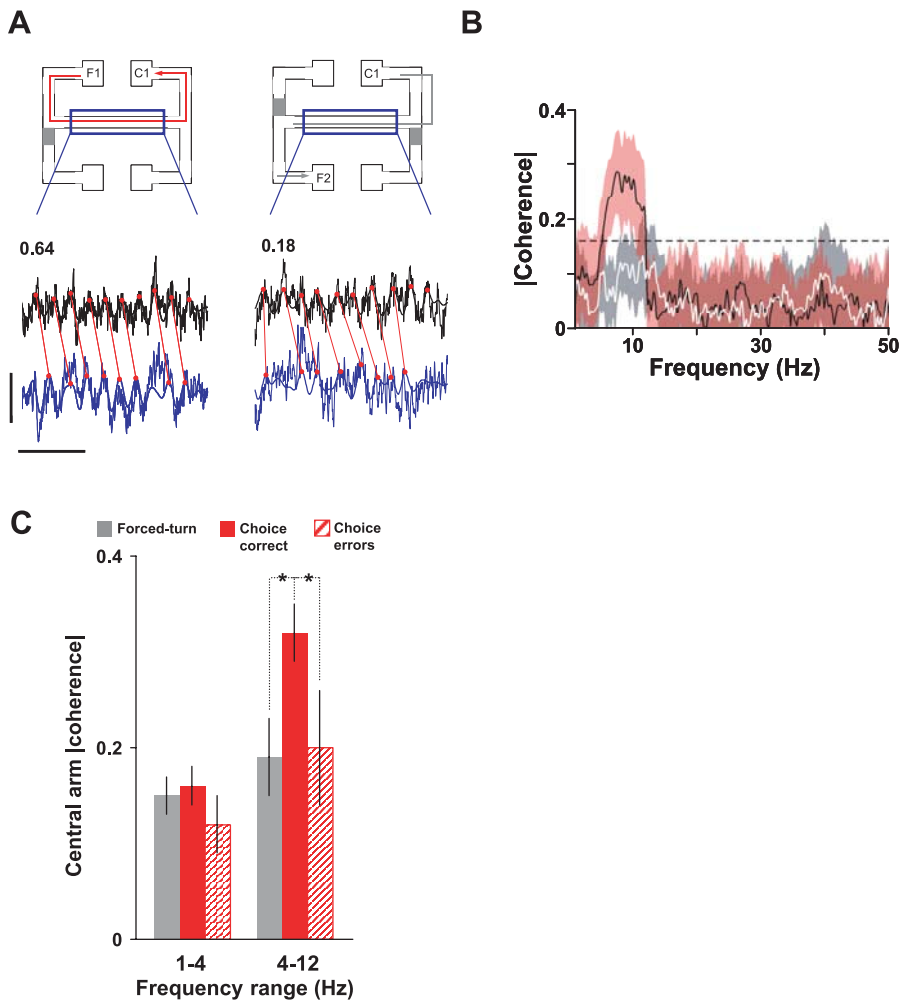 A
F1 C1
C1
F2
0.64
0.18
B
|Coherence|
0.4
0.2
0
10 30 50
Frequency (Hz)
C
Forced-turn
Choice correct
Choice errors
Central arm |coherence|
0.4
0.2
0
* *
1-4 4-12
Frequency range (Hz)